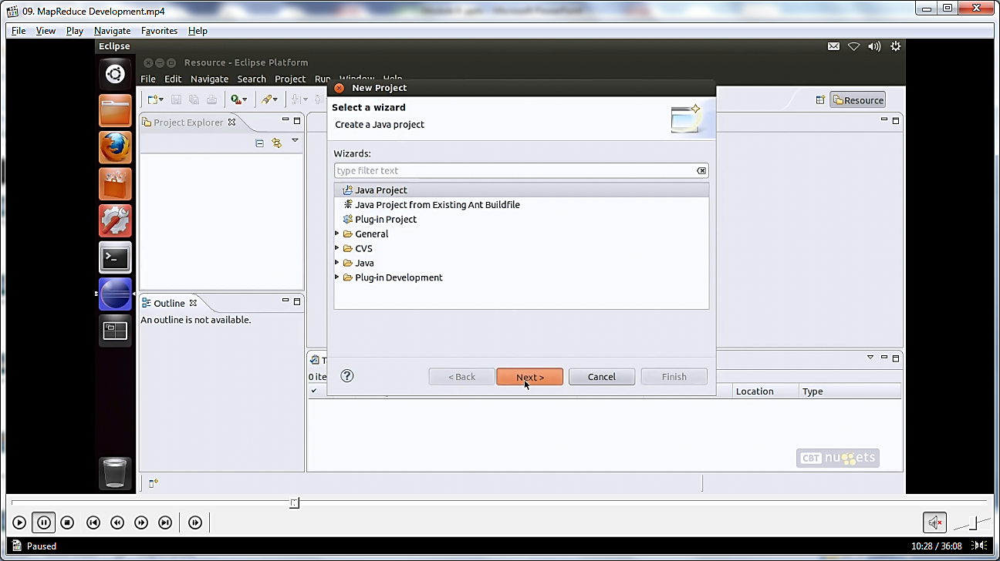 09. MapReduce Development.mp4
File View Play Navigate Favorites Help
Eclipse
Resource - Eclipse Platform
File Edit Navigate Search Project Run Window Help
New Project
Select a wizard
Create a Java project
Resource
Project Explorer
Wizards:
type filter text
Java Project
Java Project from Existing Ant Buildfile
Plug-in Project
General
CVS
Java
Plug-in Development
Outline
An outline is not available.
< Back Next > Cancel Finish
T
0 ite
Location Type
CBT nuggets
Paused
10:28 / 36:08